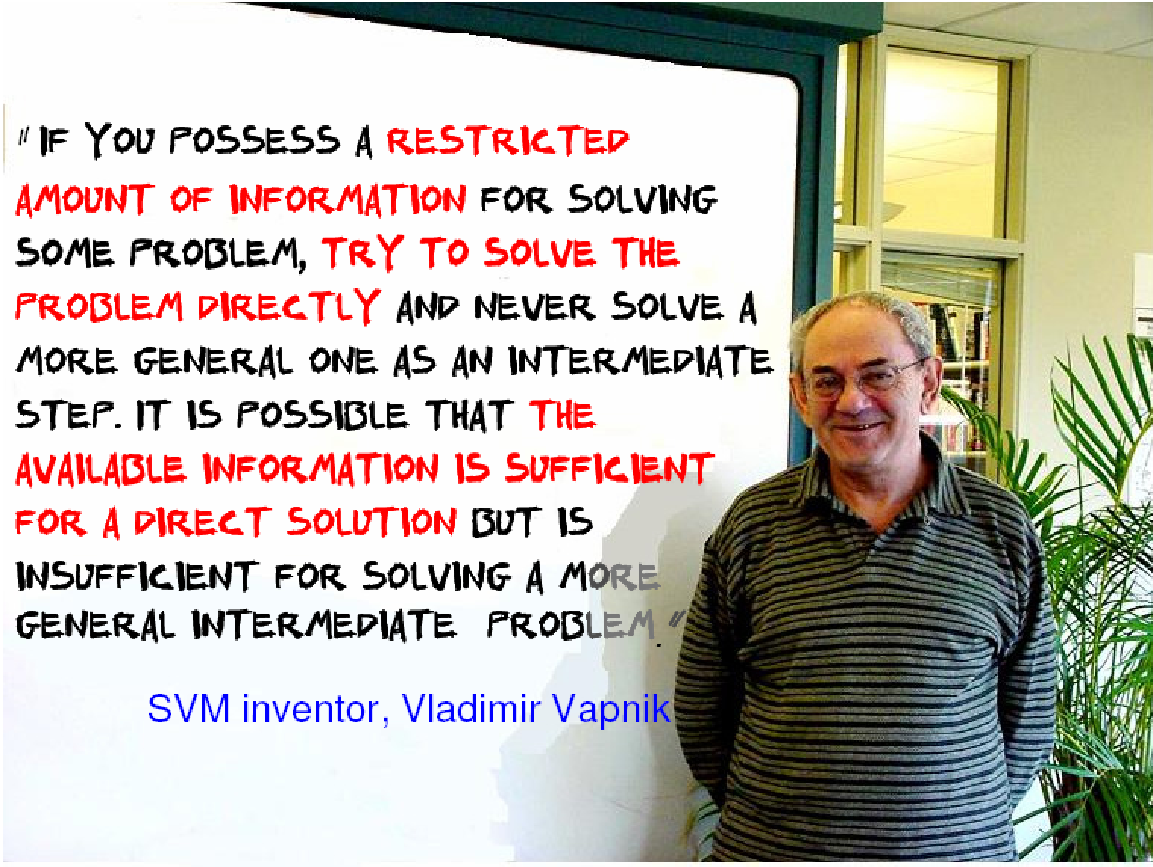 "IF YOU POSSESS A RESTRICTED
AMOUNT OF INFORMATION FOR SOLVING
SOME PROBLEM, TRY TO SOLVE THE
PROBLEM DIRECTLY AND NEVER SOLVE A
MORE GENERAL ONE AS AN INTERMEDIATE
STEP. IT IS POSSIBLE THAT THE
AVAILABLE INFORMATION IS SUFFICIENT
FOR A DIRECT SOLUTION BUT IS
INSUFFICIENT FOR SOLVING A MORE
GENERAL INTERMEDIATE PROBLEM."
SVM inventor, Vladimir Vapnik